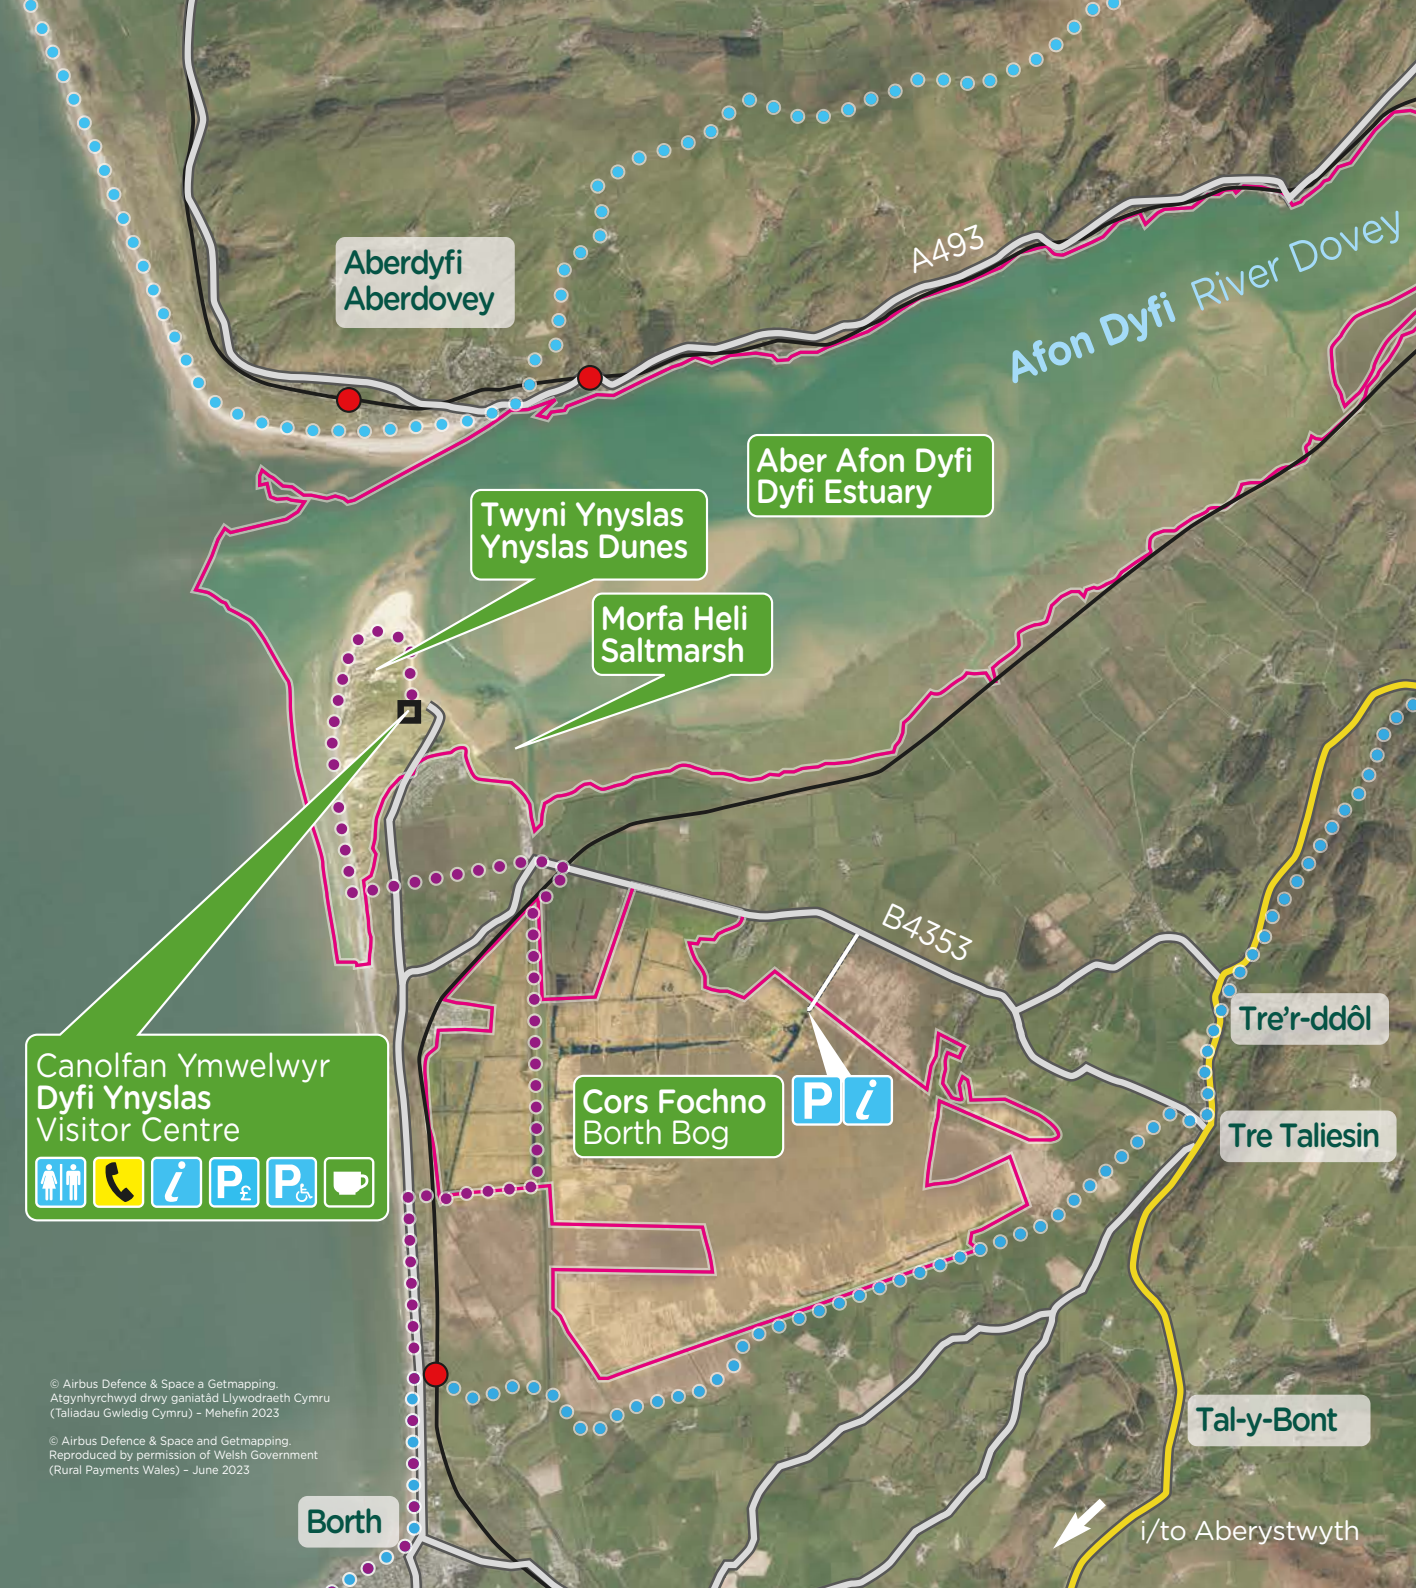 Aberdyfi
Aberdovey
A493
Afon Dyfi River Dovey
Aber Afon Dyfi
Dyfi Estuary
Twyni Ynyslas
Ynyslas Dunes
Morfa Heli
Saltmarsh
B4353
Tre'r-ddôl
Canolfan Ymwelwyr
Dyfi Ynyslas
Visitor Centre
i P£ P
Cors Fochno
Borth Bog
P i
Tre Taliesin
© Airbus Defence & Space a Getmapping.
Atgynhyrchwyd drwy ganiatâd Llywodraeth Cymru
(Taliadau Gwledig Cymru) – Mehefin 2023
© Airbus Defence & Space and Getmapping.
Reproduced by permission of Welsh Government
(Rural Payments Wales) – June 2023
Tal-y-Bont
Borth
i/to Aberystwyth